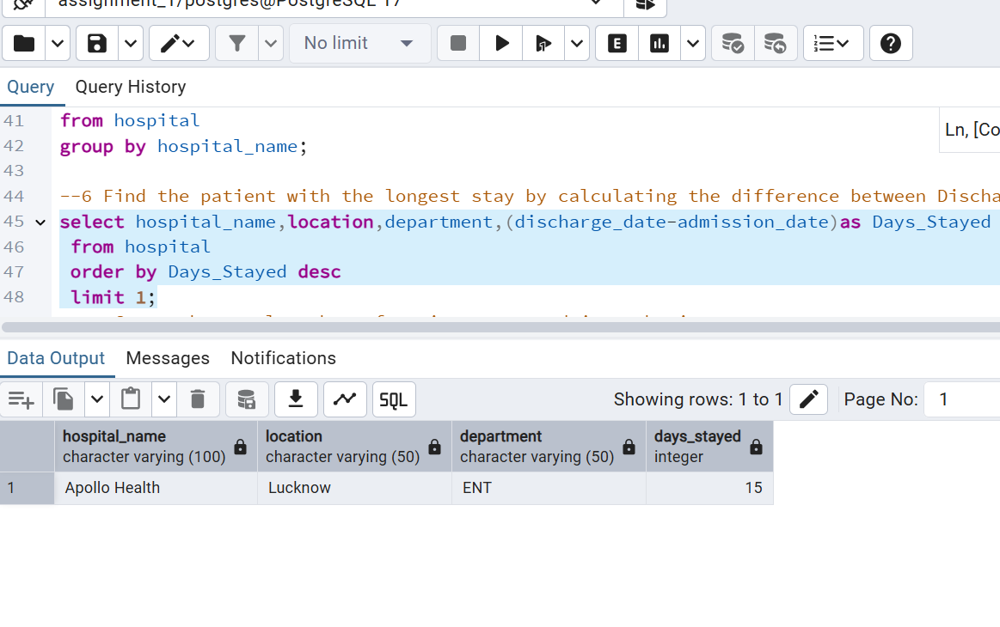 assignment_1/postgres@PostgreSQL 17
No limit
E
Query Query History
41 from hospital
42 group by hospital_name;
43
44 --6 Find the patient with the longest stay by calculating the difference between Discha
45 select hospital_name,location,department,(discharge_date-admission_date)as Days_Stayed
46 from hospital
47 order by Days_Stayed desc
48 limit 1;
Ln, [Co
Data Output Messages Notifications
SQL Showing rows: 1 to 1 Page No: 1
hospital_name location department days_stayed
character varying (100) character varying (50) character varying (50) integer
1 Apollo Health Lucknow ENT 15